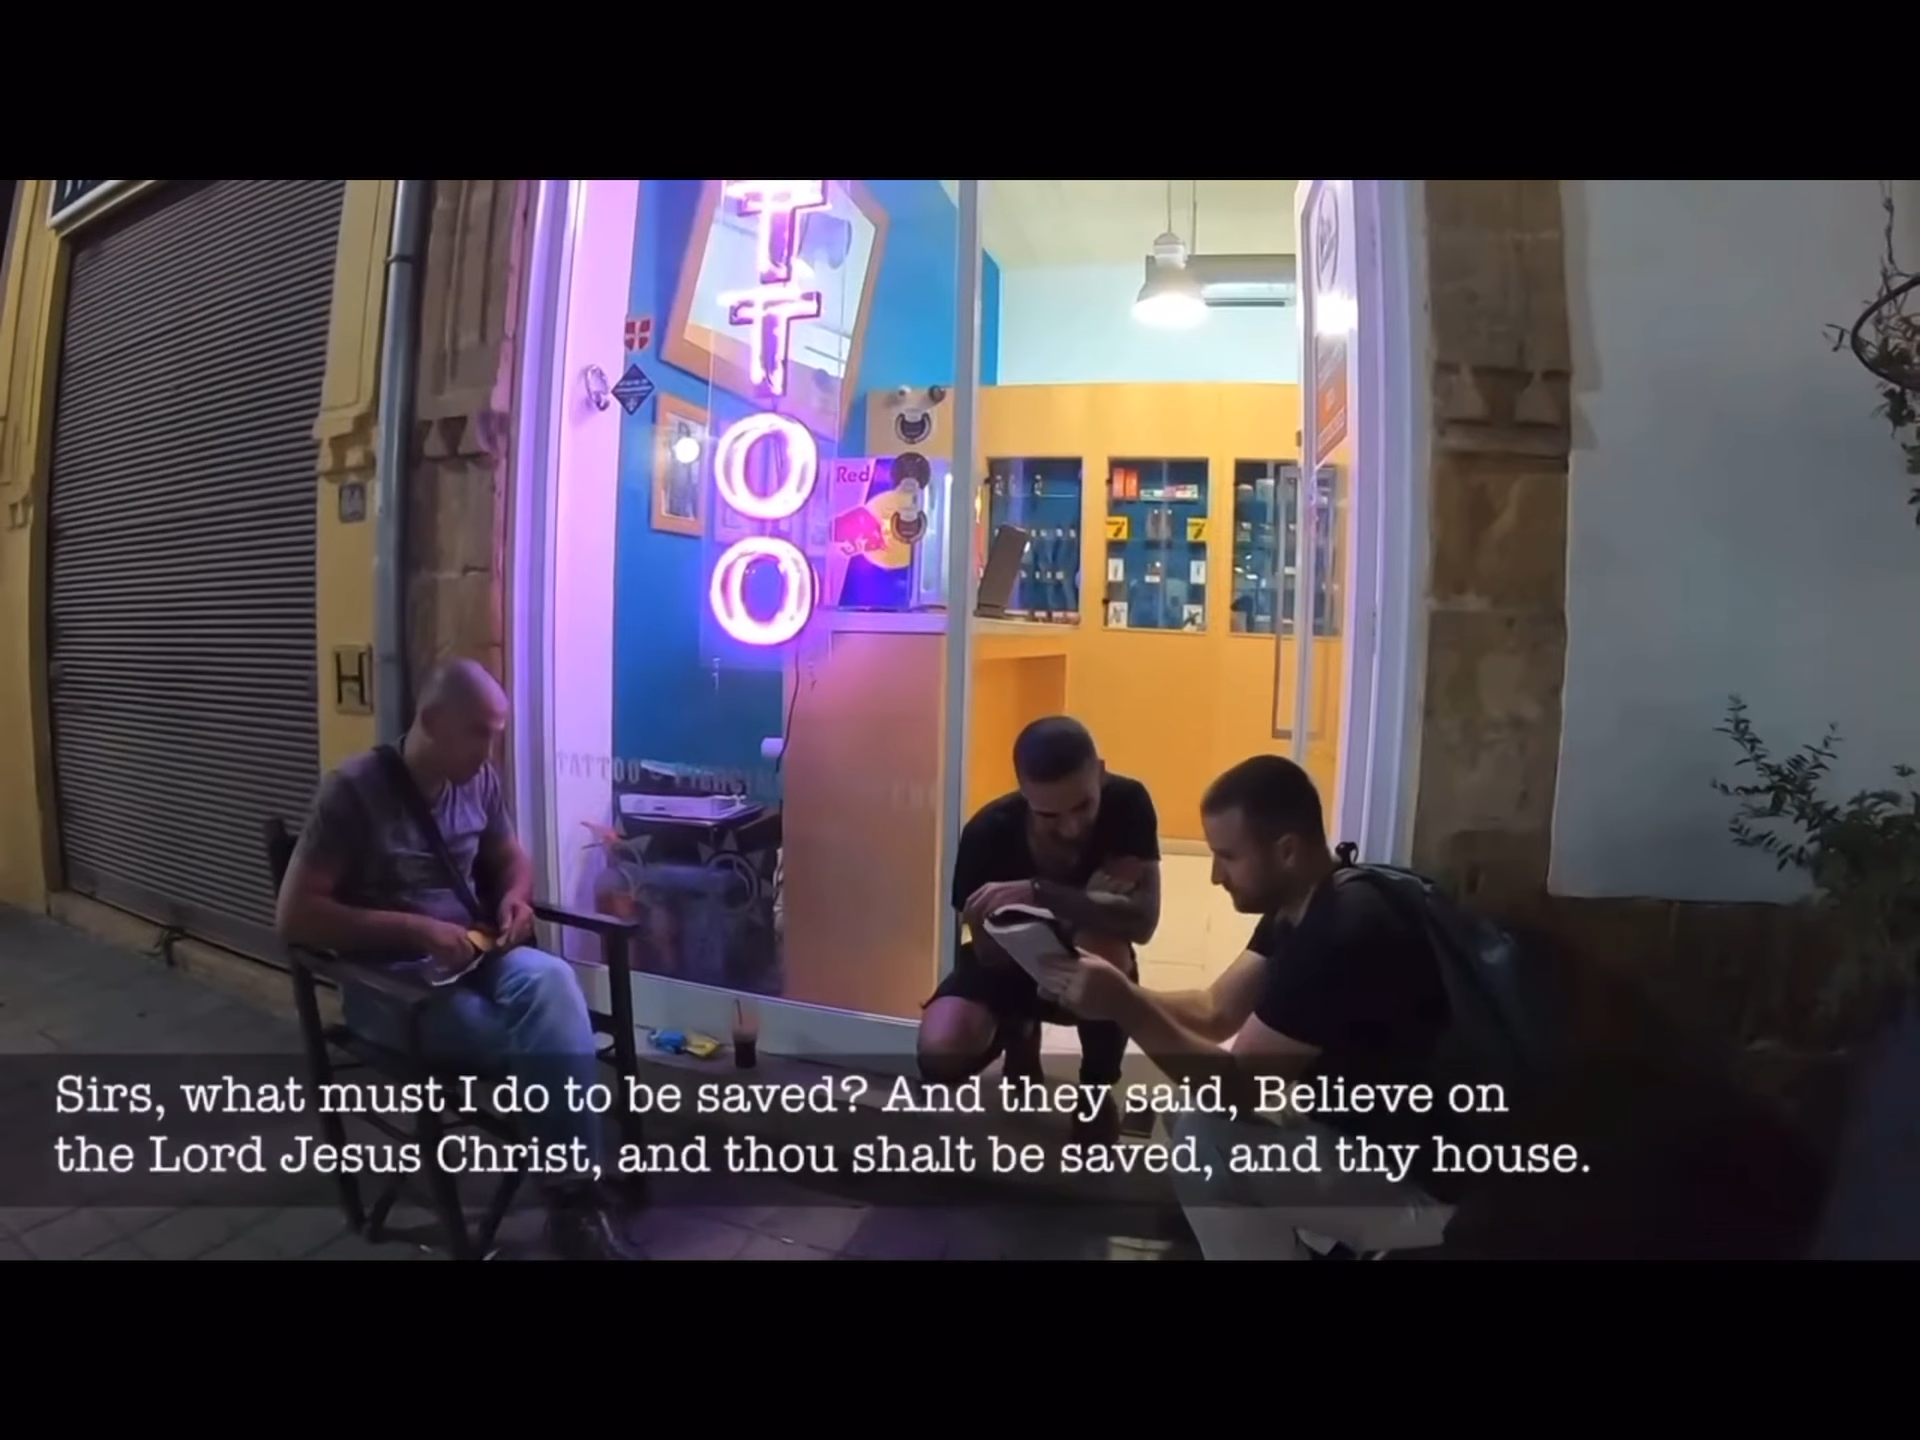 TTOO
Red
H
TATTOO
Sirs, what must I do to be saved? And they said, Believe on
the Lord Jesus Christ, and thou shalt be saved, and thy house.